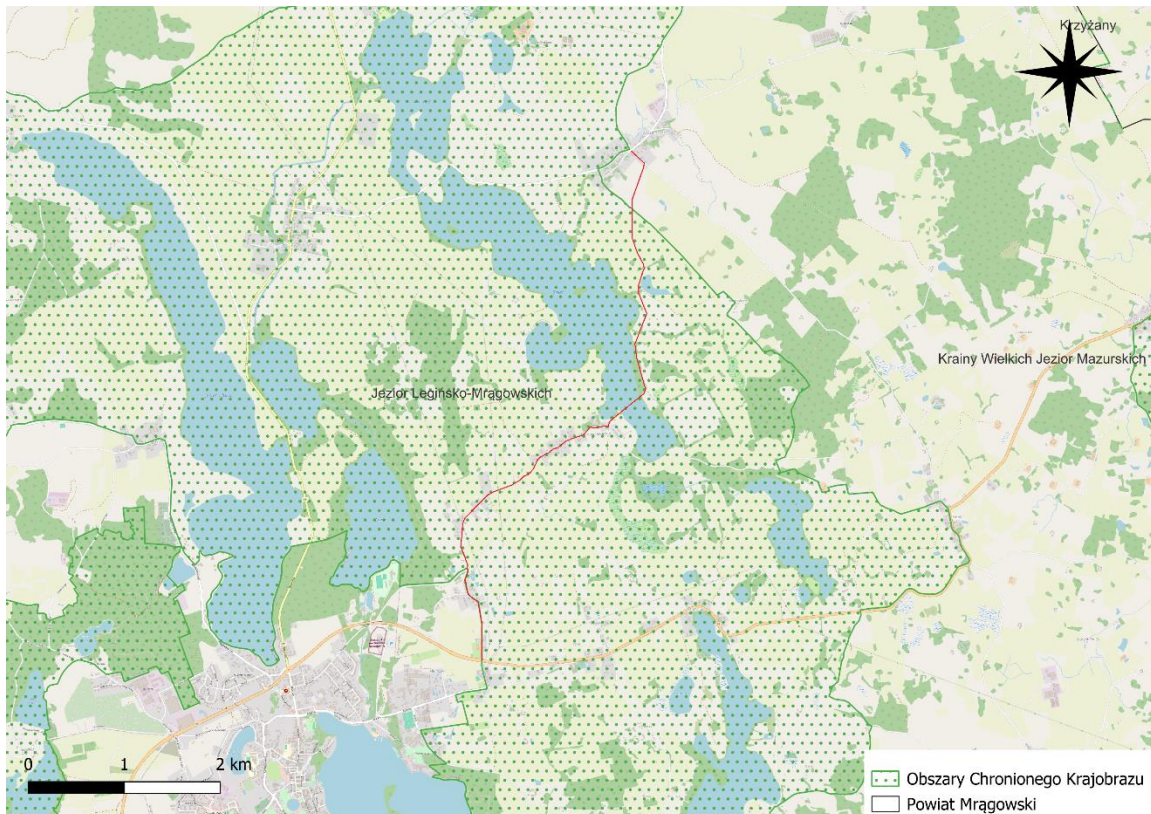 Krzyżany
Krainy Wielkich Jezior Mazurskich
Jezior Legińsko-Mrągowskich
0 1 2 km
Obszary Chronionego Krajobrazu
Powiat Mrągowski